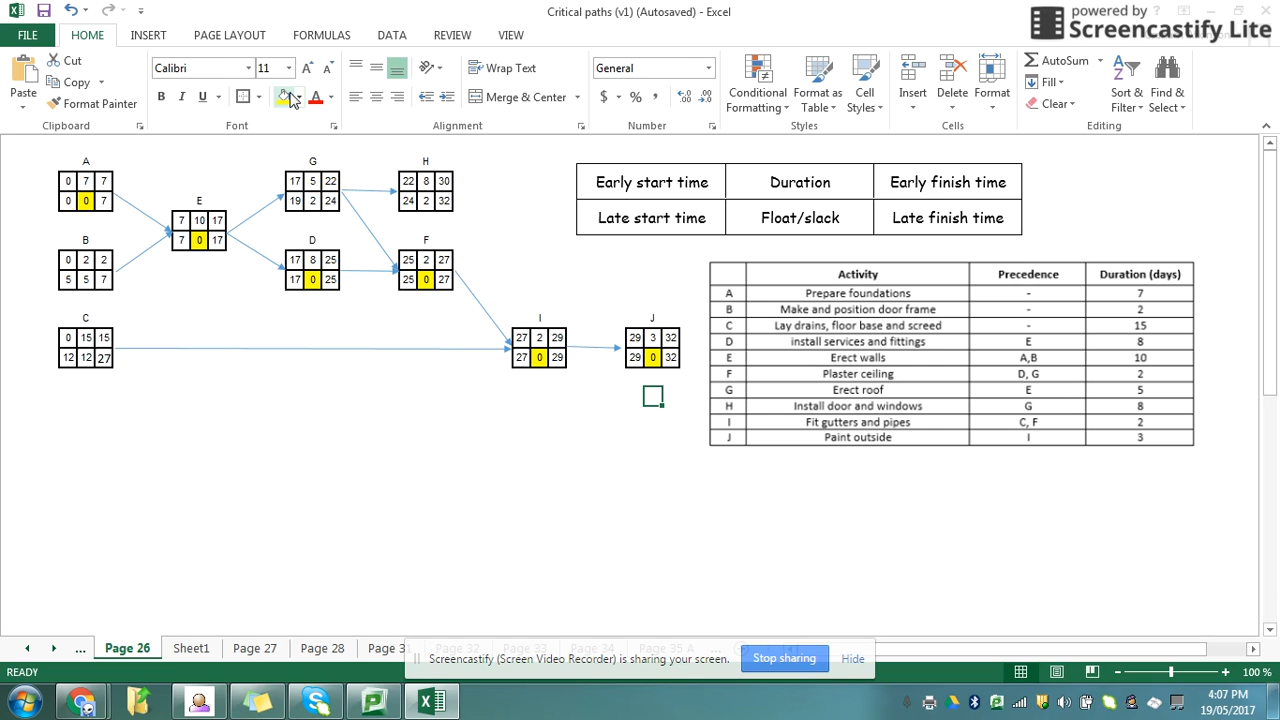 Critical paths (v1) (Autosaved) - Excel
powered by
Screencastify Lite
FILE HOME INSERT PAGE LAYOUT FORMULAS DATA REVIEW VIEW
Cut
Copy
Format Painter
Paste
Calibri 11
B I U A
Wrap Text
Merge & Center
General
$ % ,
Conditional Formatting
Format as Table
Cell Styles
Insert Delete Format
AutoSum
Fill
Clear
Sort & Filter
Find & Select
Clipboard Font Alignment Number Styles Cells Editing
A
0 7 7
0 0 7
B
0 2 2
5 5 7
C
0 15 15
12 12 27
E
7 10 17
7 0 17
G
17 5 22
19 2 24
D
17 8 25
17 0 25
H
22 8 30
24 2 32
F
25 2 27
25 0 27
I
27 2 29
27 0 29
J
29 3 32
29 0 32
Early start time Duration Early finish time
Late start time Float/slack Late finish time
Activity Precedence Duration (days)
A Prepare foundations - 7
B Make and position door frame - 2
C Lay drains, floor base and screed - 15
D install services and fittings E 8
E Erect walls A,B 10
F Plaster ceiling D, G 2
G Erect roof E 5
H Install door and windows G 8
I Fit gutters and pipes C, F 2
J Paint outside I 3
... Page 26 Sheet1 Page 27 Page 28 Page 31 Page 32 Page 33 Page 34 Page 35 A ...
Screencastify (Screen Video Recorder) is sharing your screen. Stop sharing Hide
READY 100 %
4:07 PM
19/05/2017